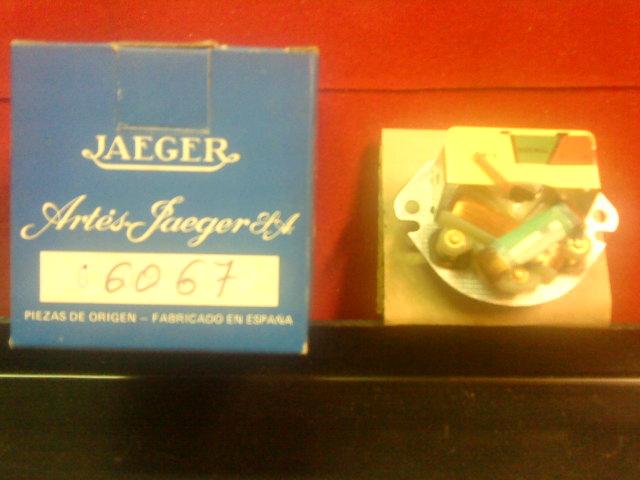 JAEGER
Artés-Jaeger S.A.
6067
PIEZAS DE ORIGEN – FABRICADO EN ESPAÑA